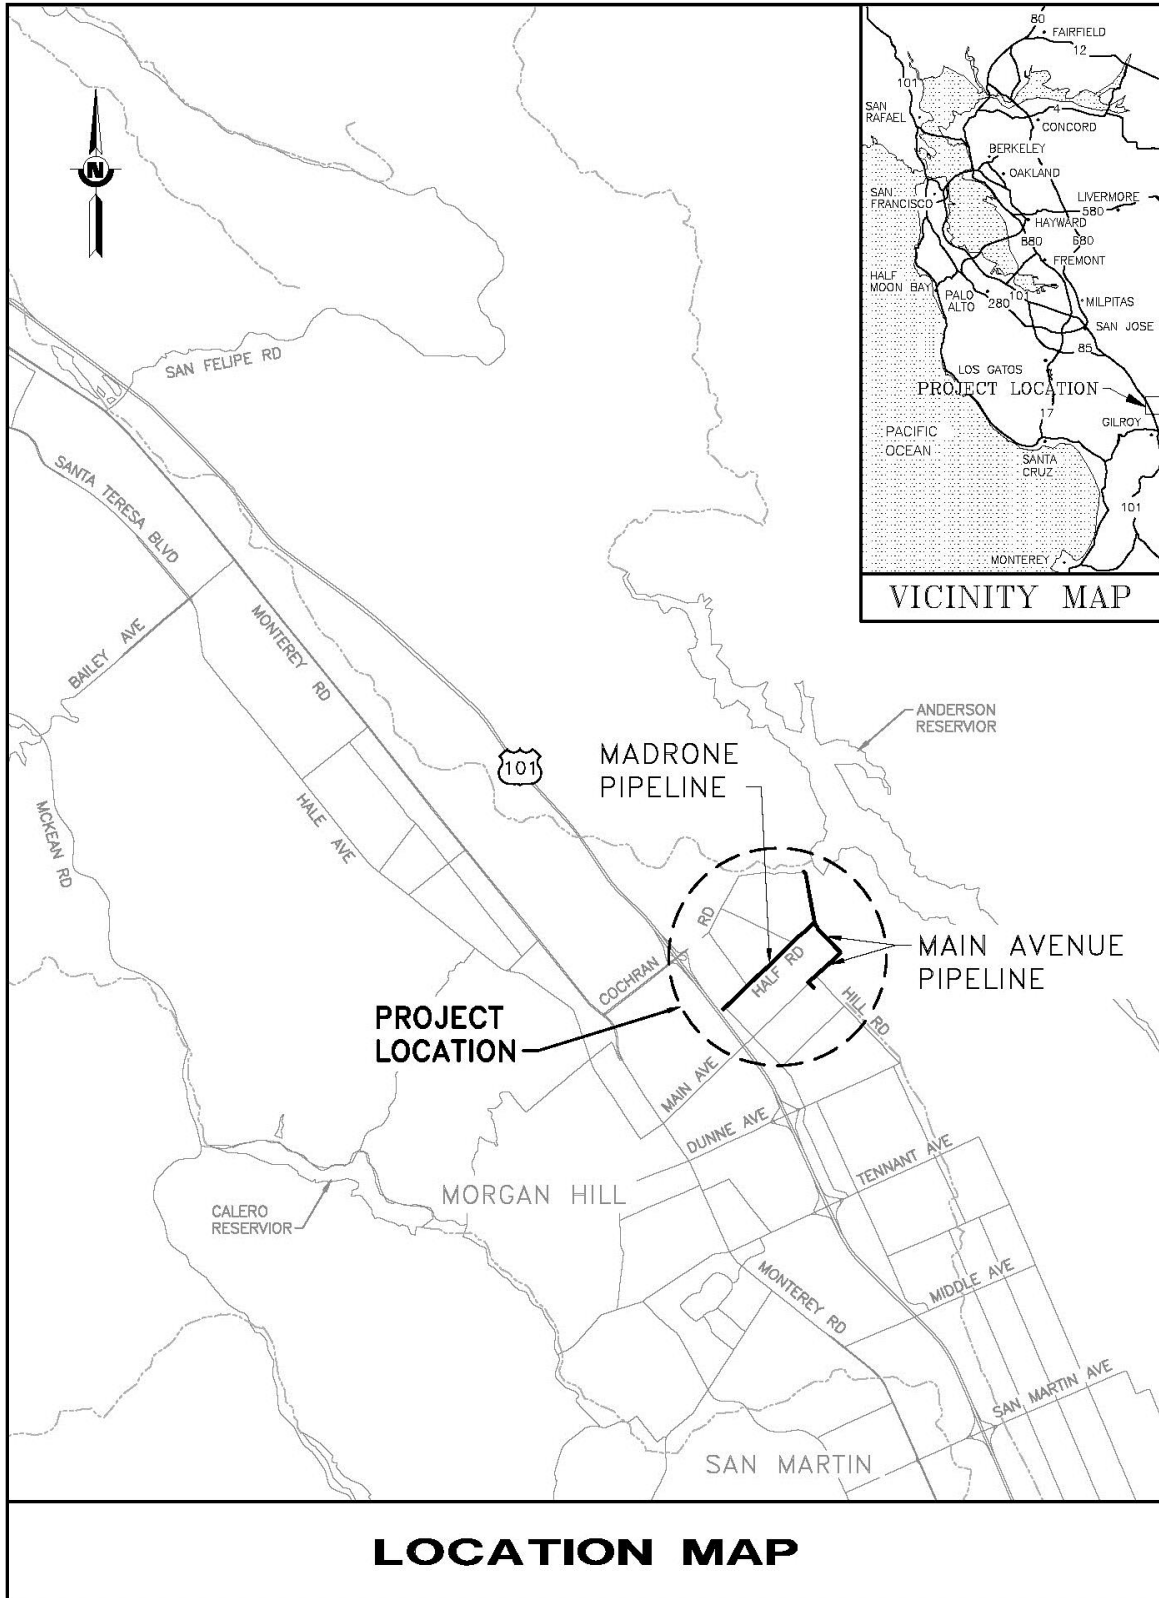 N
SAN FELIPE RD
SANTA TERESA BLVD
BAILEY AVE
MONTEREY RD
MCKEAN RD
HALE AVE
101
MADRONE
PIPELINE
ANDERSON
RESERVIOR
RD
COCHRAN
HALF RD
MAIN AVENUE
PIPELINE
HILL RD
PROJECT
LOCATION
MAIN AVE
DUNNE AVE
TENNANT AVE
MORGAN HILL
CALERO
RESERVIOR
MIDDLE AVE
MONTEREY RD
SAN MARTIN AVE
SAN MARTIN
80
FAIRFIELD
12
101
SAN
RAFAEL
4
CONCORD
BERKELEY
OAKLAND
SAN
FRANCISCO
LIVERMORE
580
HAYWARD
880
680
FREMONT
HALF
MOON BAY
PALO
ALTO
280
101
MILPITAS
SAN JOSE
85
LOS GATOS
PROJECT LOCATION
17
GILROY
PACIFIC
OCEAN
SANTA
CRUZ
101
MONTEREY
VICINITY MAP
LOCATION MAP